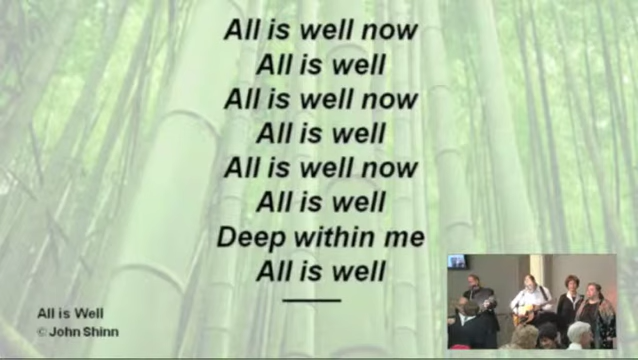 All is well now
All is well
All is well now
All is well
All is well now
All is well
Deep within me
All is well
All is Well
© John Shinn